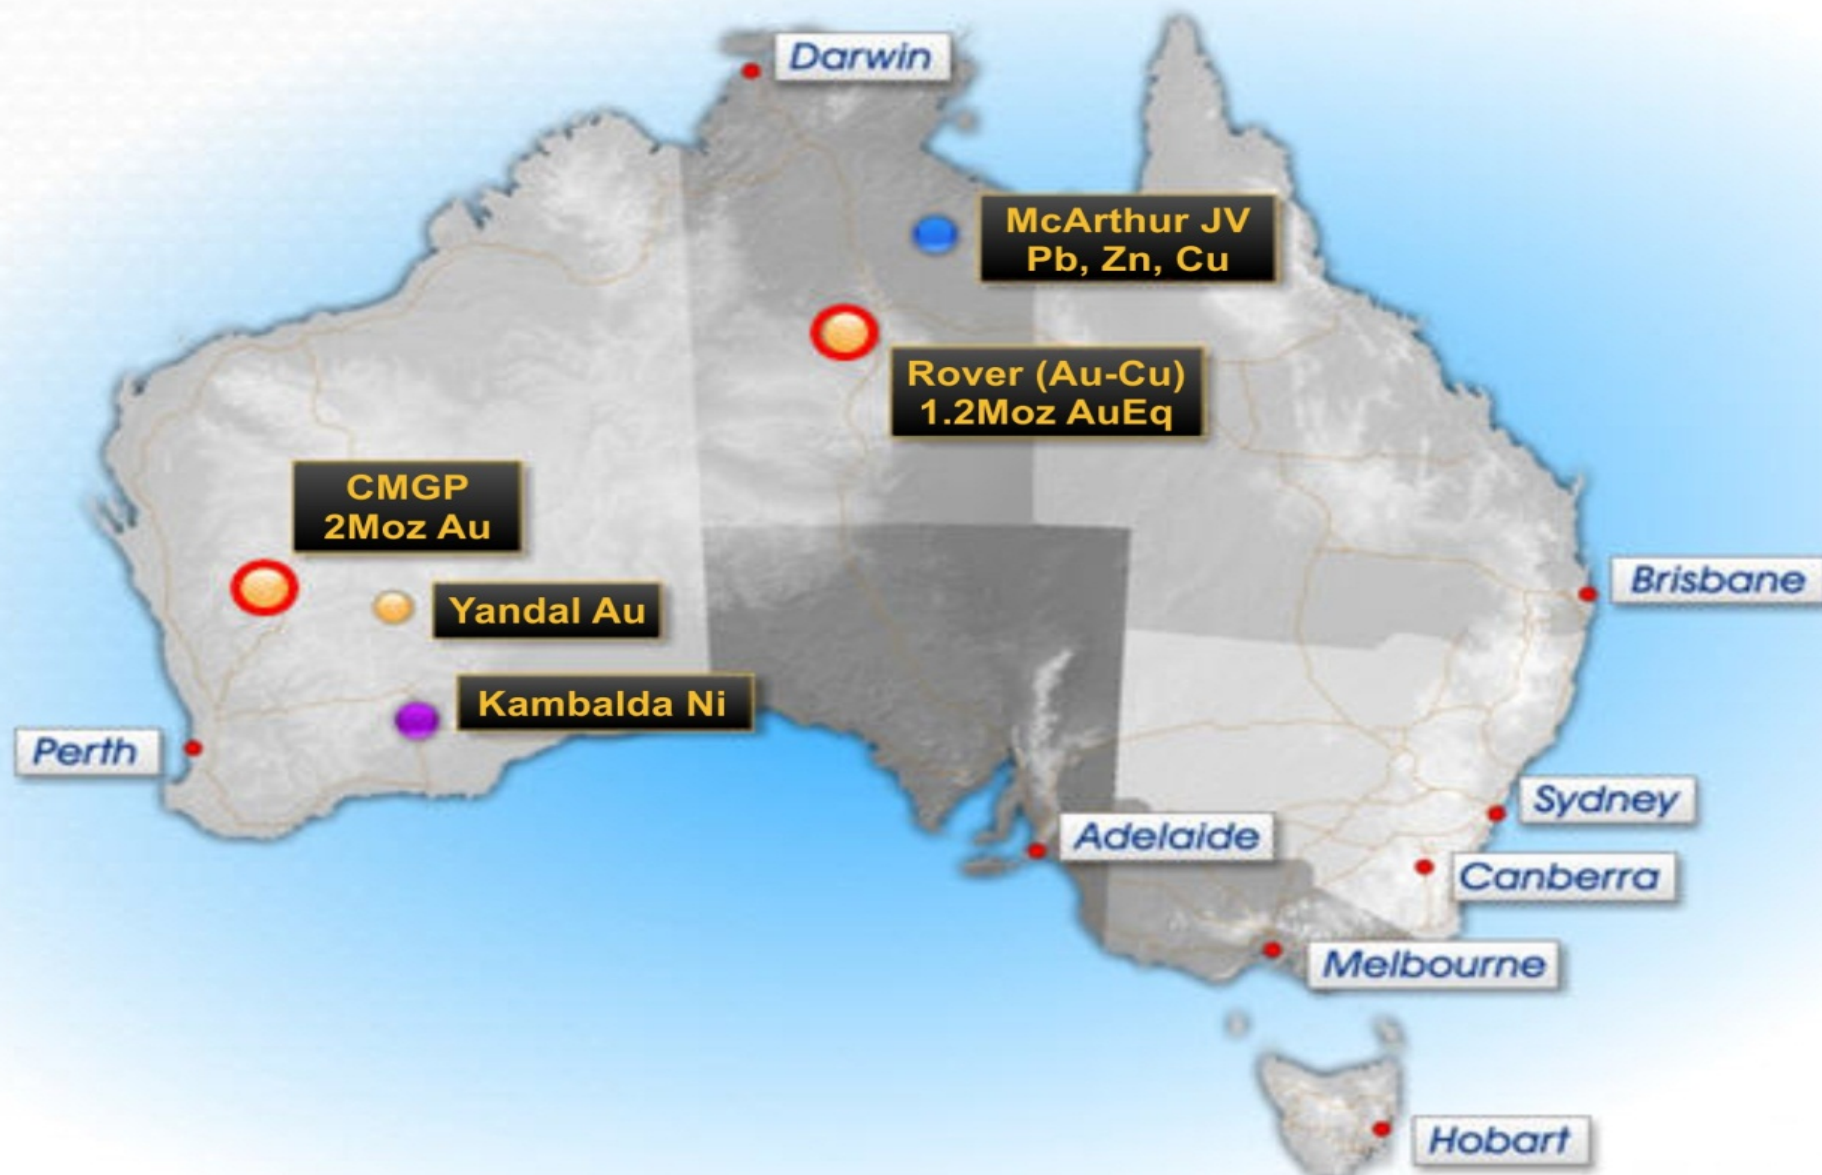 Darwin
McArthur JV
Pb, Zn, Cu
Rover (Au-Cu)
1.2Moz AuEq
CMGP
2Moz Au
Yandal Au
Brisbane
Kambalda Ni
Perth
Sydney
Adelaide
Canberra
Melbourne
Hobart